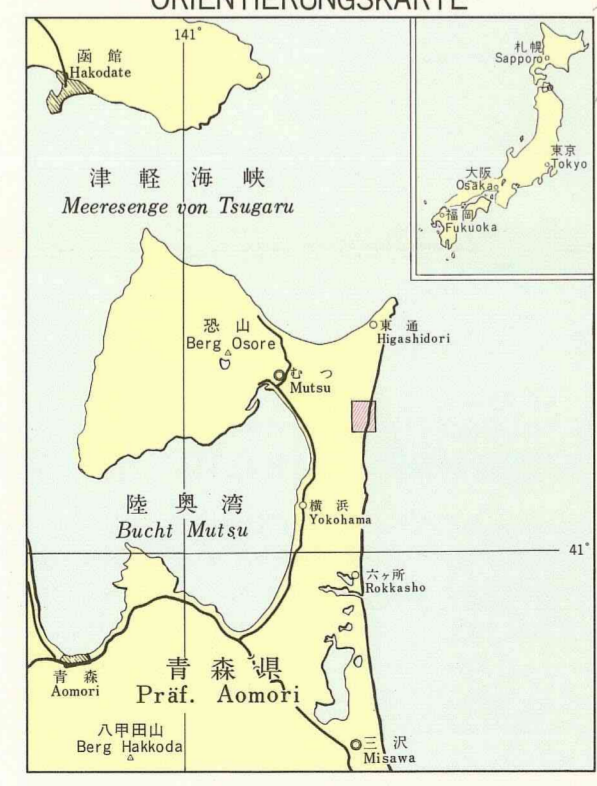 ORIENTIERUNGSKARTE
141°
函館
Hakodate
札幌
Sapporo
東京
Tokyo
大阪
Osaka
福岡
Fukuoka
津軽海峡
Meeresenge von Tsugaru
恐山
Berg Osore
東通
Higashidori
むつ
Mutsu
陸奥湾
Bucht Mutsu
横浜
Yokohama
41°
六ヶ所
Rokkasho
青森
Aomori
青森県
Präf. Aomori
八甲田山
Berg Hakkoda
三沢
Misawa